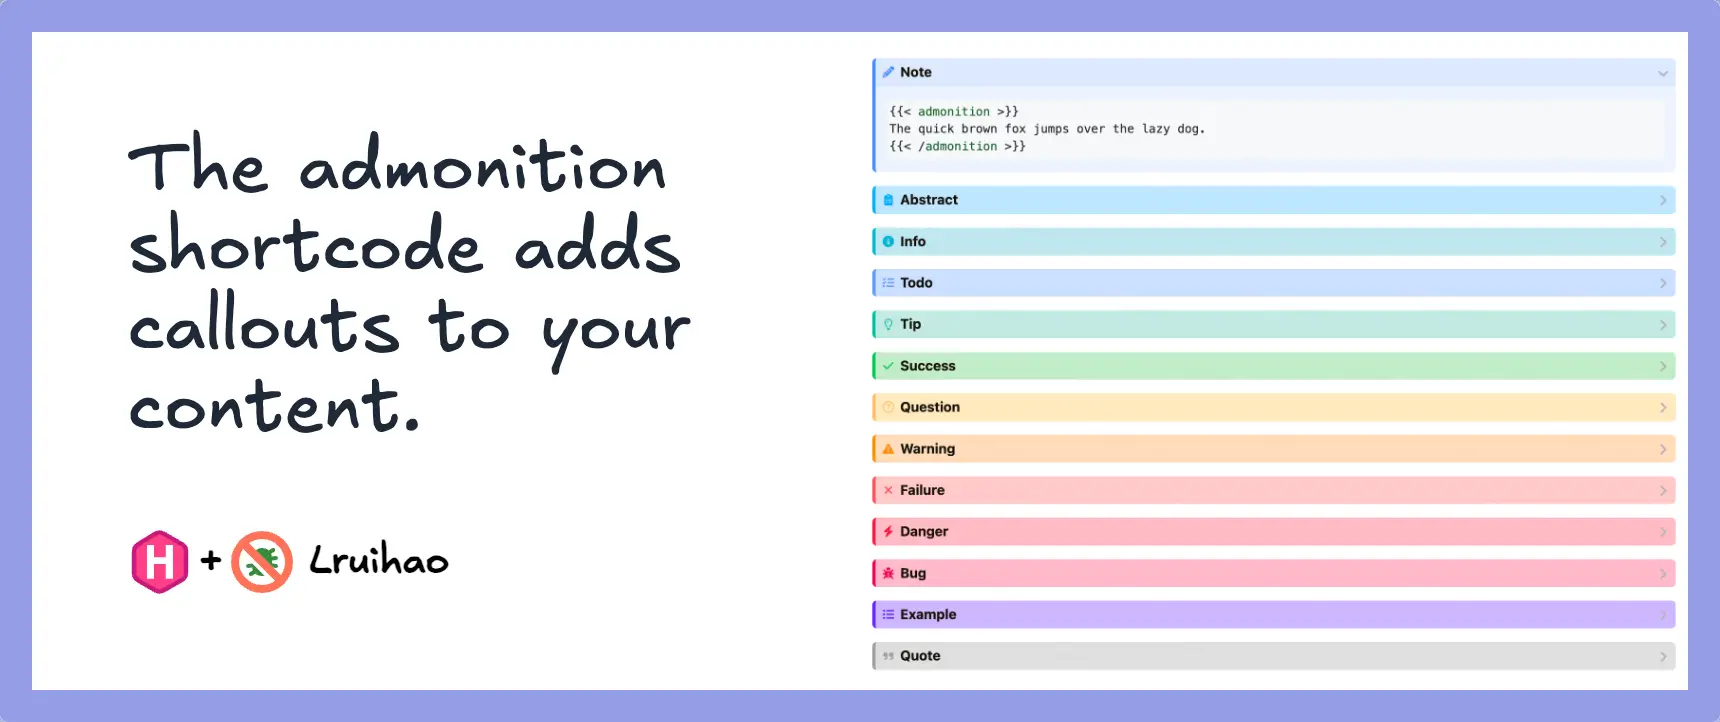 The admonition
shortcode adds
callouts to your
content.
H + Lruihao
Note
{{< admonition >}}
The quick brown fox jumps over the lazy dog.
{{< /admonition >}}
Abstract
Info
Todo
Tip
Success
Question
Warning
Failure
Danger
Bug
Example
Quote